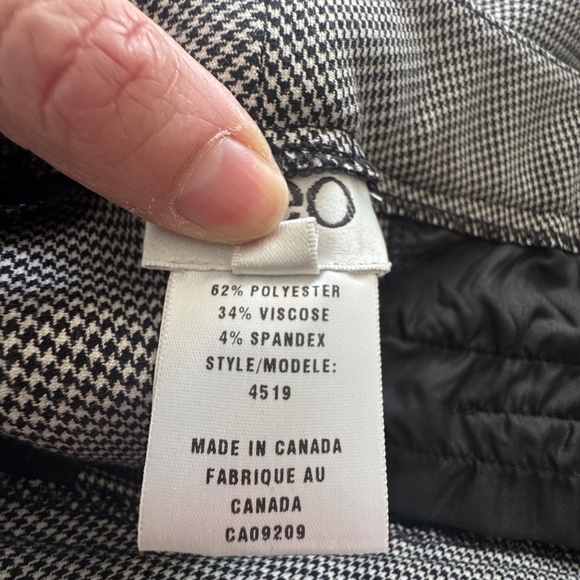 62% POLYESTER
34% VISCOSE
4% SPANDEX
STYLE/MODELE:
4519
MADE IN CANADA
FABRIQUE AU
CANADA
CA09209